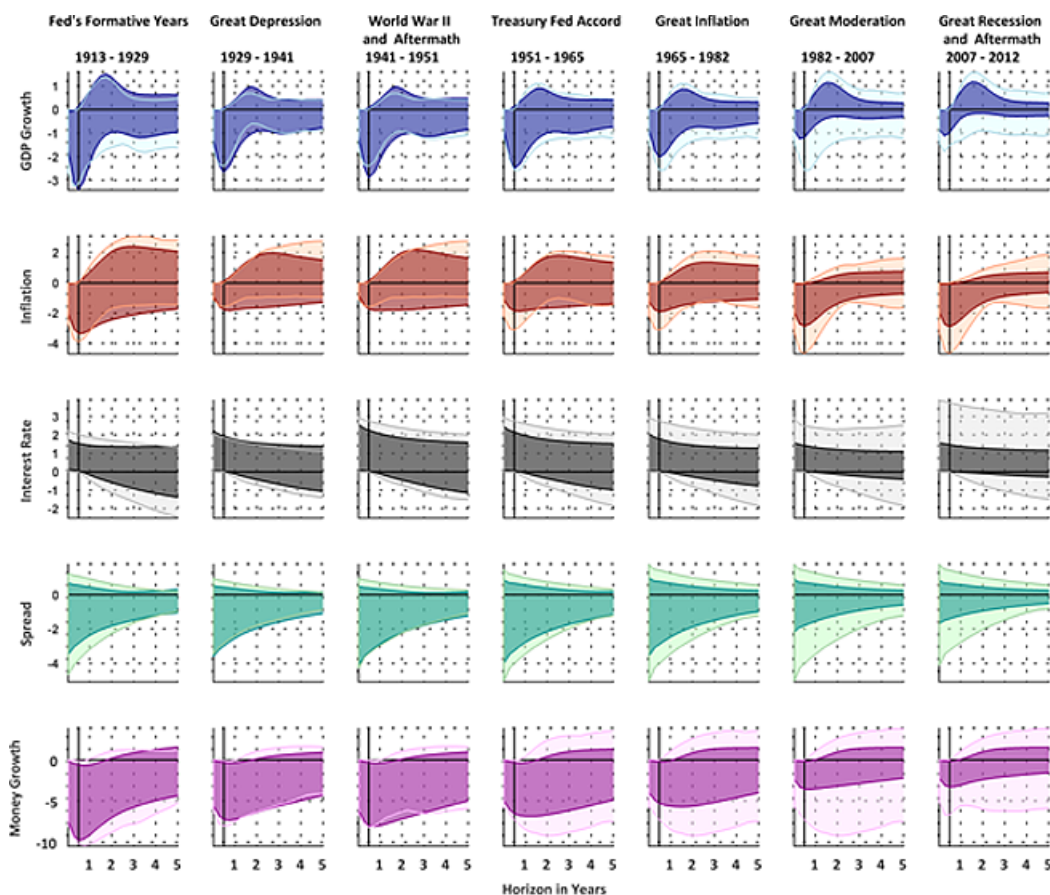 Fed's Formative Years
1913 - 1929
Great Depression
1929 - 1941
World War II
and Aftermath
1941 - 1951
Treasury Fed Accord
1951 - 1965
Great Inflation
1965 - 1982
Great Moderation
1982 - 2007
Great Recession
and Aftermath
2007 - 2012
GDP Growth
1
0
-1
-2
-3
Inflation
2
0
-2
-4
Interest Rate
3
2
1
0
-1
-2
Spread
0
-2
-4
Money Growth
0
-5
-10
1 2 3 4 5
1 2 3 4 5
1 2 3 4 5
1 2 3 4 5
1 2 3 4 5
1 2 3 4 5
1 2 3 4 5
Horizon in Years